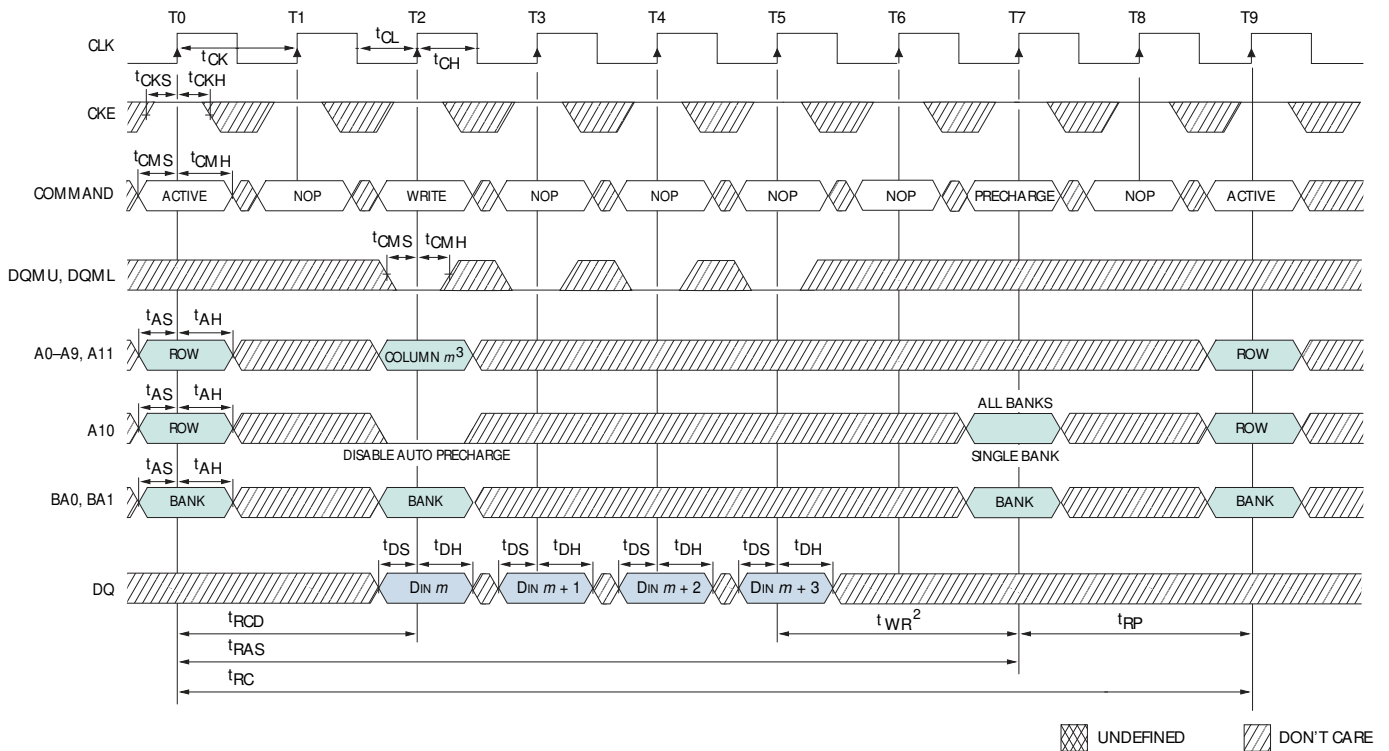 T0 T1 T2 T3 T4 T5 T6 T7 T8 T9
CLK
tCK tCL tCH
tCKS tCKH
CKE
tCMS tCMH
COMMAND ACTIVE NOP WRITE NOP NOP NOP NOP PRECHARGE NOP ACTIVE
tCMS tCMH
DQMU, DQML
tAS tAH
A0–A9, A11 ROW COLUMN m3 ROW
tAS tAH
ALL BANKS
A10 ROW ROW
DISABLE AUTO PRECHARGE SINGLE BANK
tAS tAH
BA0, BA1 BANK BANK BANK BANK
tDS tDH tDS tDH tDS tDH tDS tDH
DQ DIN m DIN m + 1 DIN m + 2 DIN m + 3
tRCD tWR2 tRP
tRAS
tRC
UNDEFINED DON'T CARE